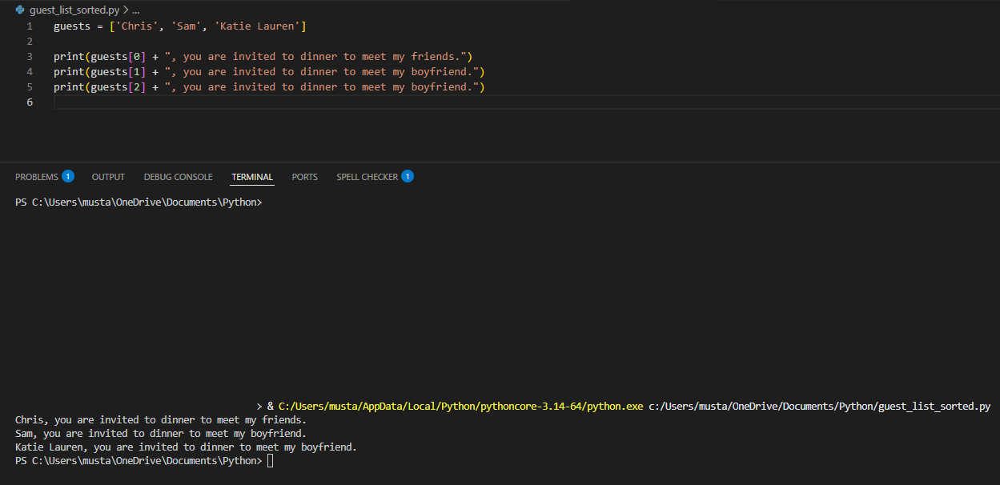 guest_list_sorted.py > ...
1 guests = ['Chris', 'Sam', 'Katie Lauren']
2
3 print(guests[0] + ", you are invited to dinner to meet my friends.")
4 print(guests[1] + ", you are invited to dinner to meet my boyfriend.")
5 print(guests[2] + ", you are invited to dinner to meet my boyfriend.")
6
PROBLEMS 1 OUTPUT DEBUG CONSOLE TERMINAL PORTS SPELL CHECKER 1
PS C:\Users\musta\OneDrive\Documents\Python>
> & C:/Users/musta/AppData/Local/Python/pythoncore-3.14-64/python.exe c:/Users/musta/OneDrive/Documents/Python/guest_list_sorted.py
Chris, you are invited to dinner to meet my friends.
Sam, you are invited to dinner to meet my boyfriend.
Katie Lauren, you are invited to dinner to meet my boyfriend.
PS C:\Users\musta\OneDrive\Documents\Python>